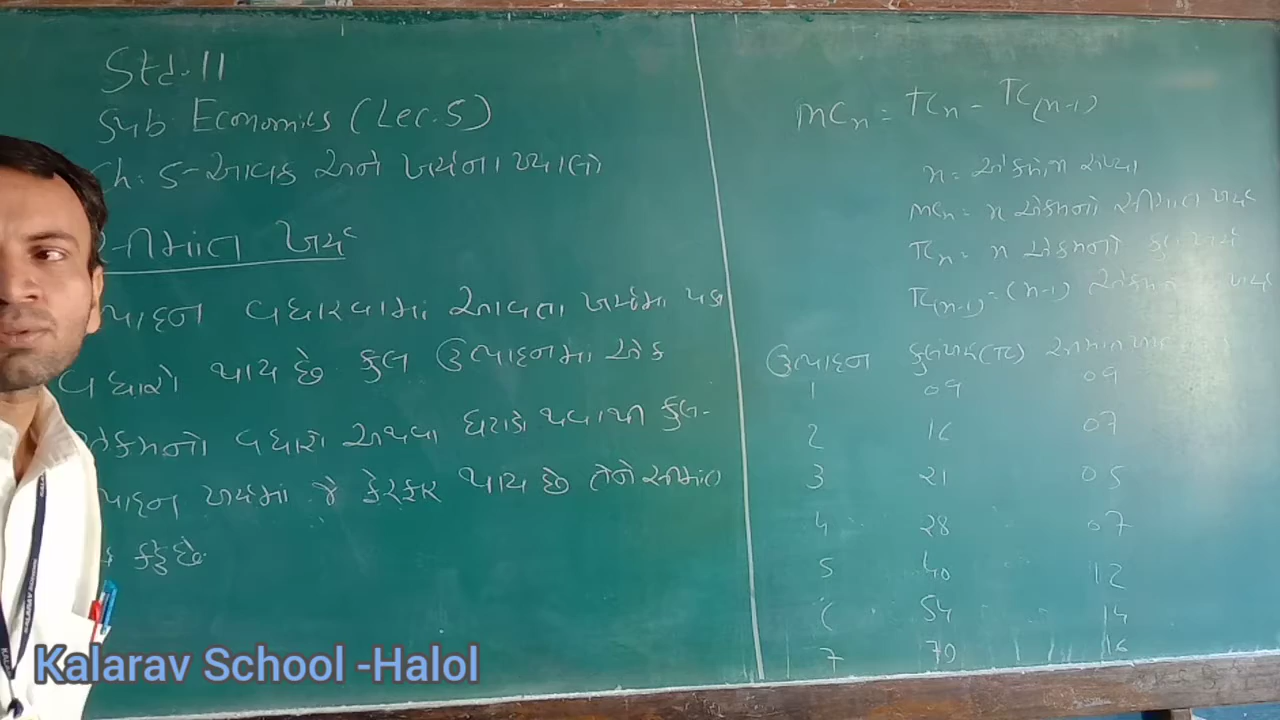 Std. 11
Sub Economics (Lec. 5)
Ch: 5 - આવક અને ખર્ચના ખ્યાલો
સીમાંત ખર્ચ
ઉત્પાદન વધારવામાં આવતા ખર્ચમાં પણ
વધારો થાય છે કુલ ઉત્પાદનમાં એક
એકમનો વધારો અથવા ઘટાડો થવાથી કુલ-
ઉત્પાદન ખર્ચમાં જે ફેરફાર થાય છે તેને સીમાંત
કહે છે
MCn = TCn - TC(n-1)
n = એકમોની સંખ્યા
MCn = n એકમનો સીમાંત ખર્ચ
TCn = n એકમનો કુલ ખર્ચ
TC(n-1) = (n-1) એકમના ખર્ચ
ઉત્પાદન કુલખર્ચ(TC) સીમાંત
1 09 09
2 16 07
3 21 05
4 28 07
5 40 12
54 14
7 70 16
Kalarav School -Halol